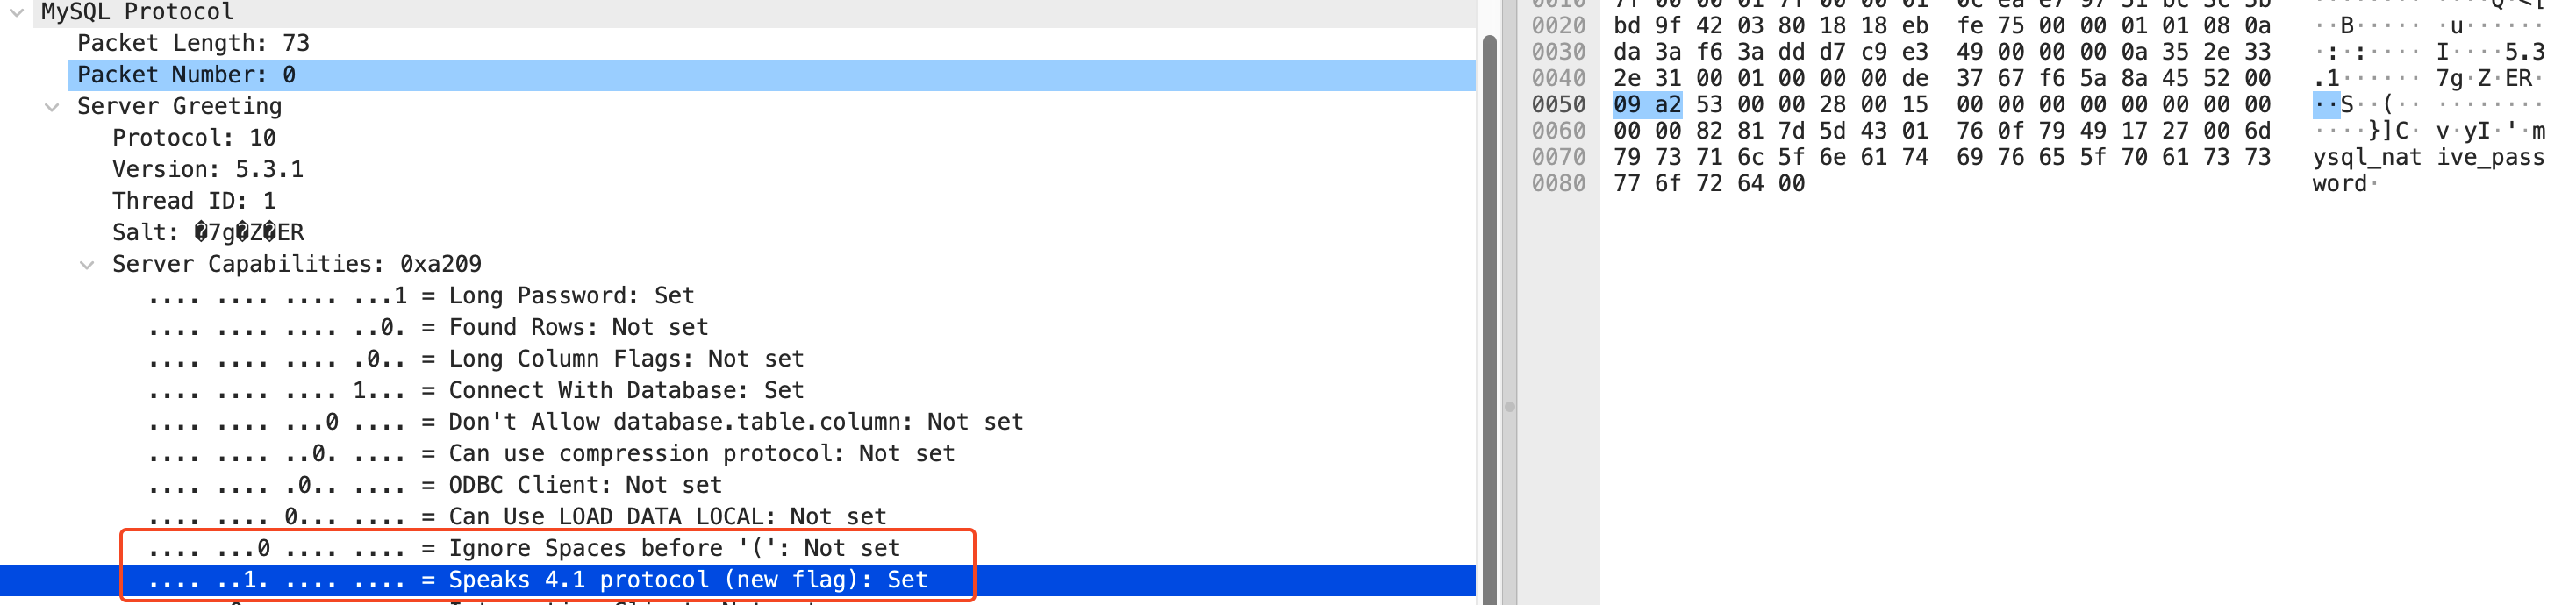 MySQL Protocol
Packet Length: 73
Packet Number: 0
Server Greeting
Protocol: 10
Version: 5.3.1
Thread ID: 1
Salt: �7g�Z�ER
Server Capabilities: 0xa209
.... .... .... ...1 = Long Password: Set
.... .... .... ..0. = Found Rows: Not set
.... .... .... .0.. = Long Column Flags: Not set
.... .... .... 1... = Connect With Database: Set
.... .... ...0 .... = Don't Allow database.table.column: Not set
.... .... ..0. .... = Can use compression protocol: Not set
.... .... .0.. .... = ODBC Client: Not set
.... .... 0... .... = Can Use LOAD DATA LOCAL: Not set
.... ...0 .... .... = Ignore Spaces before '(': Not set
.... ..1. .... .... = Speaks 4.1 protocol (new flag): Set
0020 bd 9f 42 03 80 18 18 eb fe 75 00 00 01 01 08 0a ··B····· ·u······
0030 da 3a f6 3a dd d7 c9 e3 49 00 00 00 0a 35 2e 33 ·:·:···· I····5.3
0040 2e 31 00 01 00 00 00 de 37 67 f6 5a 8a 45 52 00 .1······ 7g·Z·ER·
0050 09 a2 53 00 00 28 00 15 00 00 00 00 00 00 00 00 ··S··(·· ········
0060 00 00 82 81 7d 5d 43 01 76 0f 79 49 17 27 00 6d ····}]C· v·yI·'·m
0070 79 73 71 6c 5f 6e 61 74 69 76 65 5f 70 61 73 73 ysql_nat ive_pass
0080 77 6f 72 64 00 word·